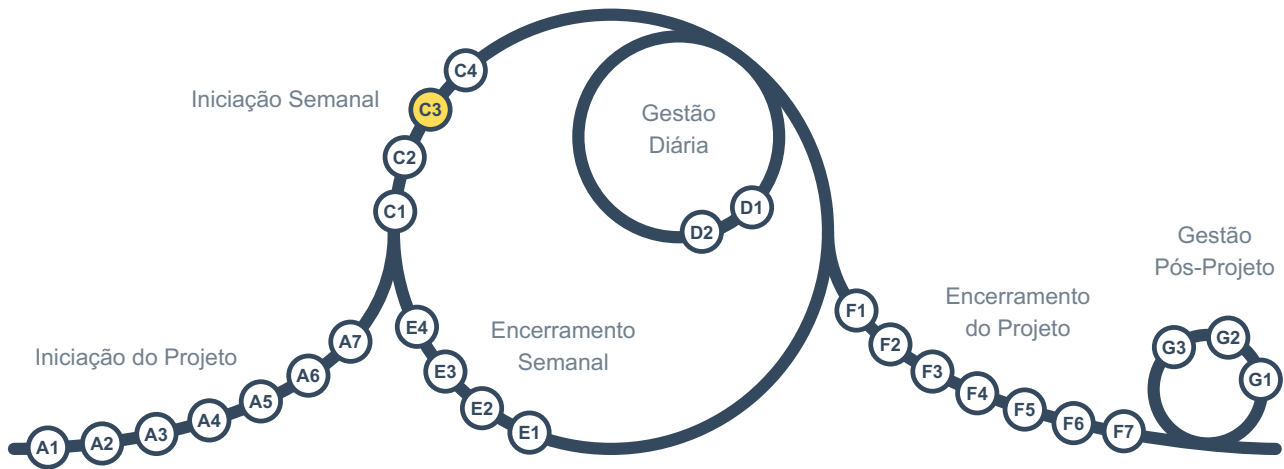 Iniciação do Projeto
A1
A2
A3
A4
A5
A6
A7
Iniciação Semanal
C1
C2
C3
C4
Gestão
Diária
D1
D2
Encerramento
Semanal
E1
E2
E3
E4
Encerramento
do Projeto
F1
F2
F3
F4
F5
F6
F7
Gestão
Pós-Projeto
G1
G2
G3